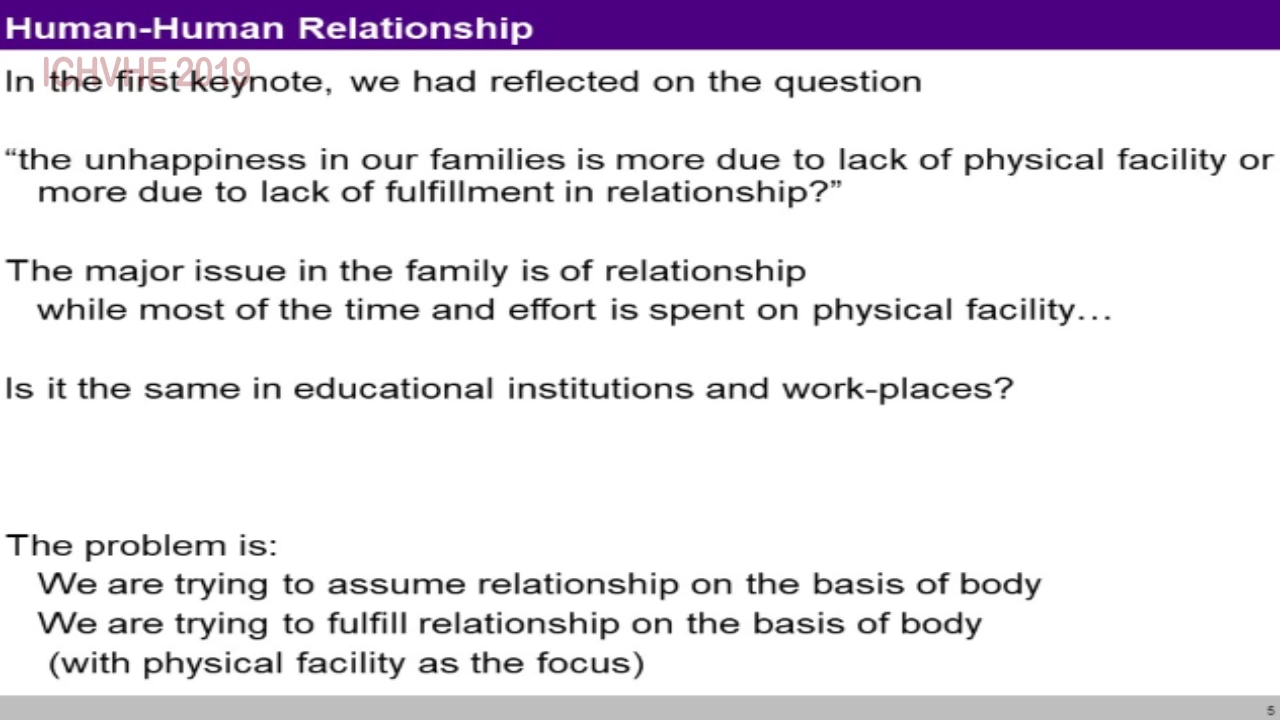 Human-Human Relationship
ICHVHE 2019
In the first keynote, we had reflected on the question
“the unhappiness in our families is more due to lack of physical facility or
more due to lack of fulfillment in relationship?”
The major issue in the family is of relationship
while most of the time and effort is spent on physical facility…
Is it the same in educational institutions and work-places?
The problem is:
We are trying to assume relationship on the basis of body
We are trying to fulfill relationship on the basis of body
(with physical facility as the focus)
5